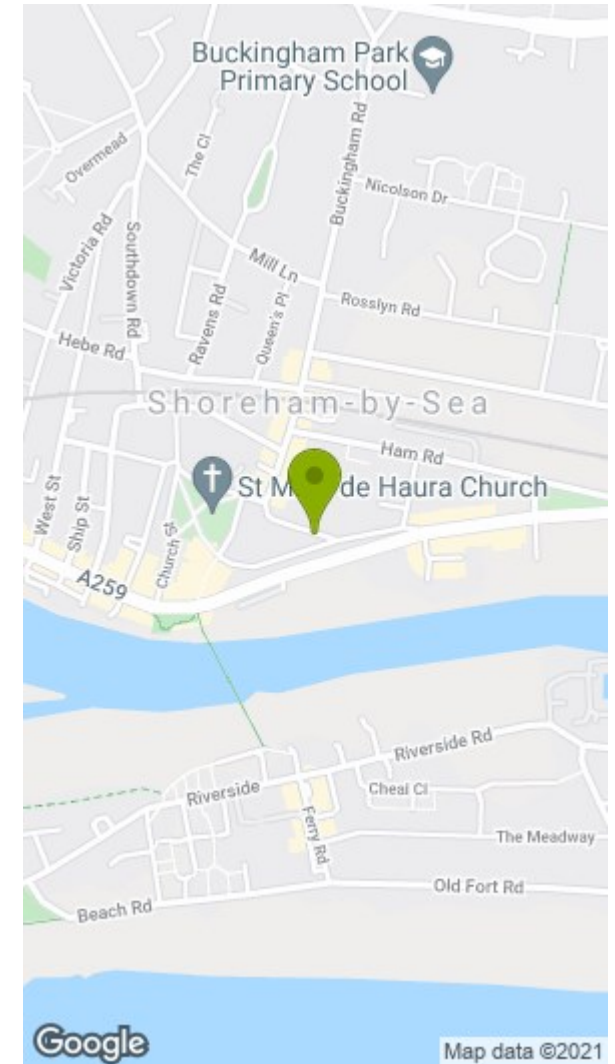 Buckingham Park
Primary School
Overmead
The Cl
Buckingham Rd
Nicolson Dr
Victoria Rd
Southdown Rd
Mill Ln
Ravens Rd
Queen's Pl
Rosslyn Rd
Hebe Rd
Shoreham-by-Sea
Ham Rd
St M de Haura Church
West St
Ship St
Church St
A259
Riverside Rd
Riverside
Cheal Cl
Ferry Rd
The Meadway
Old Fort Rd
Beach Rd
Google
Map data ©2021